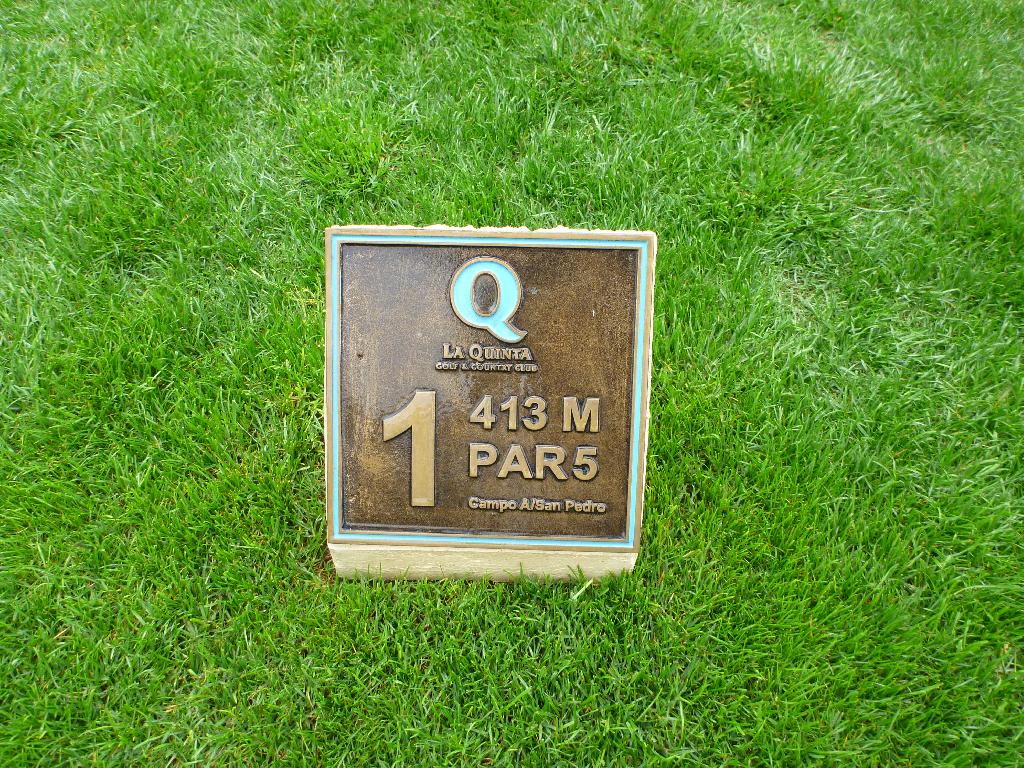 Q
LA QUINTA
GOLF & COUNTRY CLUB
1
413 M
PAR5
Campo A/San Pedro